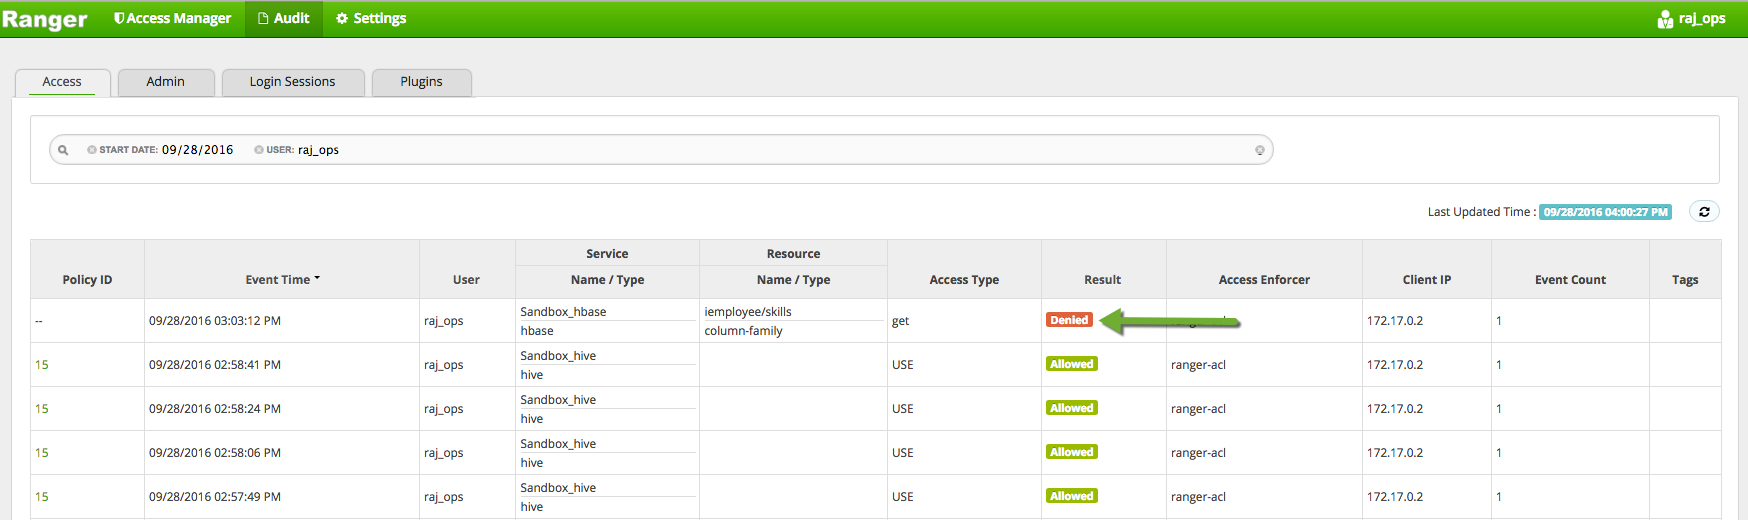 Ranger Access Manager Audit Settings raj_ops
Access Admin Login Sessions Plugins
START DATE: 09/28/2016 USER: raj_ops
Last Updated Time : 09/28/2016 04:00:27 PM
Service Resource
Policy ID Event Time User Name / Type Name / Type Access Type Result Access Enforcer Client IP Event Count Tags
-- 09/28/2016 03:03:12 PM raj_ops Sandbox_hbase iemployee/skills get Denied ranger-acl 172.17.0.2 1
hbase column-family
15 09/28/2016 02:58:41 PM raj_ops Sandbox_hive USE Allowed ranger-acl 172.17.0.2 1
hive
15 09/28/2016 02:58:24 PM raj_ops Sandbox_hive USE Allowed ranger-acl 172.17.0.2 1
hive
15 09/28/2016 02:58:06 PM raj_ops Sandbox_hive USE Allowed ranger-acl 172.17.0.2 1
hive
15 09/28/2016 02:57:49 PM raj_ops Sandbox_hive USE Allowed ranger-acl 172.17.0.2 1
hive